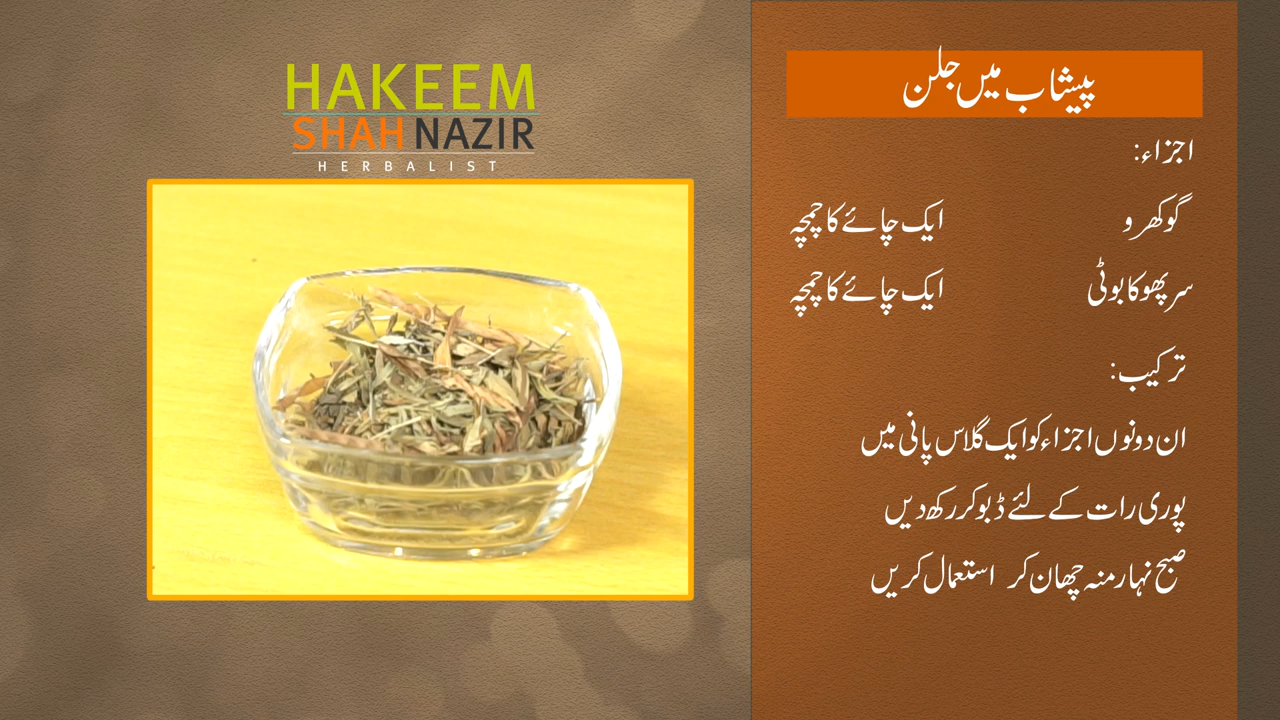 HAKEEM
SHAH NAZIR
HERBALIST
پیشاب میں جلن
اجزاء:
گوکھرو ایک چائے کا چمچہ
سرپھوکا بوٹی ایک چائے کا چمچہ
ترکیب:
ان دونوں اجزاء کو ایک گلاس پانی میں
پوری رات کے لئے ڈبو کر رکھ دیں
صبح نہار منہ چھان کر استعمال کریں